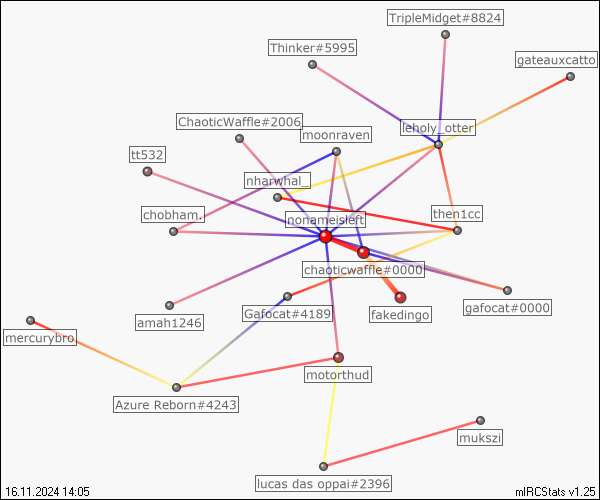 TripleMidget#8824
Thinker#5995
gateauxcatto
ChaoticWaffle#2006
leholy_otter
moonraven
tt532
nharwhal_
chobham.
nonameisleft
then1cc
chaoticwaffle#0000
gafocat#0000
Gafocat#4189
fakedingo
amah1246
mercurybro
motorthud
Azure Reborn#4243
mukszi
lucas das oppai#2396
16.11.2024 14:05
mIRCStats v1.25